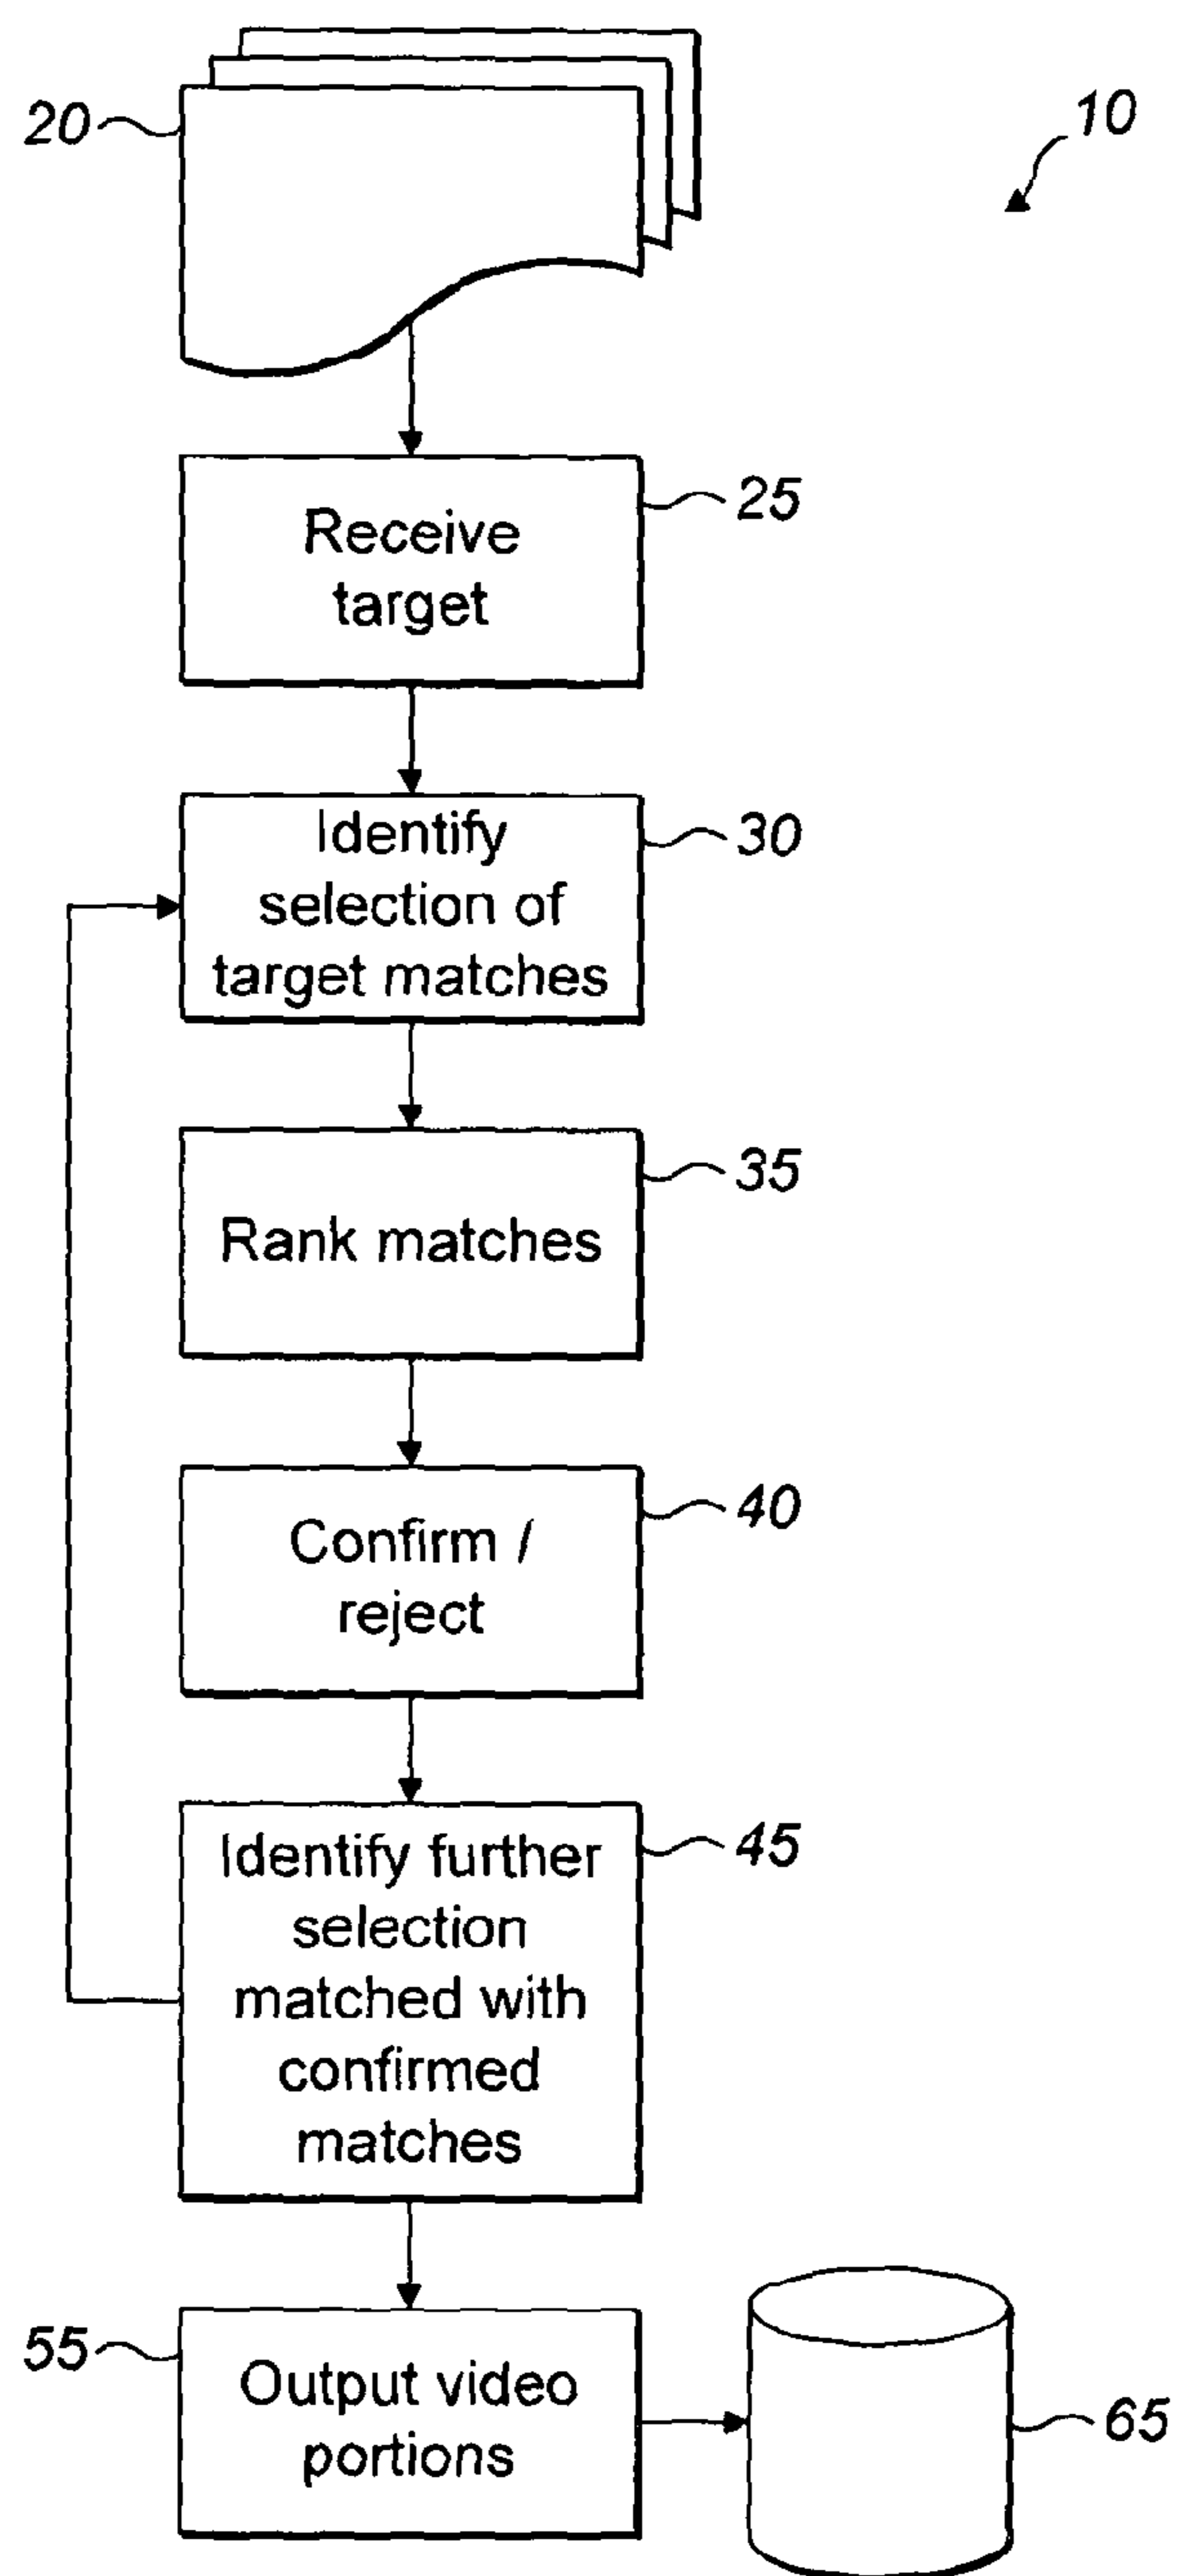 20
10
Receive
target
25
Identify
selection of
target matches
30
Rank matches
35
Confirm /
reject
40
Identify further
selection
matched with
confirmed
matches
45
55
Output video
portions
65